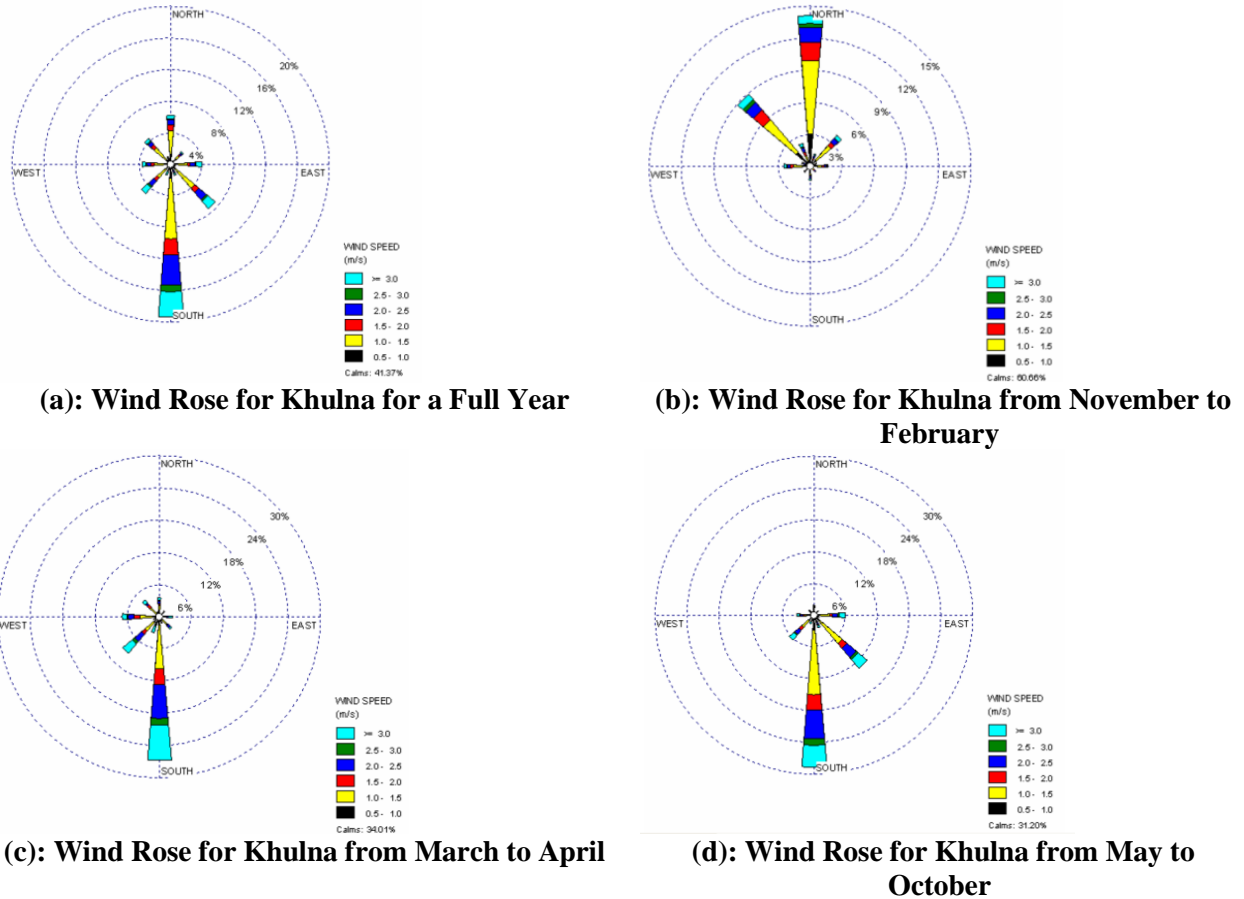 NORTH
20%
16%
12%
8%
4%
WEST
EAST
SOUTH
WIND SPEED
(m/s)
>= 3.0
2.5 - 3.0
2.0 - 2.5
1.5 - 2.0
1.0 - 1.5
0.5 - 1.0
Calms: 41.37%
(a): Wind Rose for Khulna for a Full Year
NORTH
15%
12%
9%
6%
3%
WEST
EAST
SOUTH
WIND SPEED
(m/s)
>= 3.0
2.5 - 3.0
2.0 - 2.5
1.5 - 2.0
1.0 - 1.5
0.5 - 1.0
Calms: 60.66%
(b): Wind Rose for Khulna from November to
February
NORTH
30%
24%
18%
12%
6%
WEST
EAST
SOUTH
WIND SPEED
(m/s)
>= 3.0
2.5 - 3.0
2.0 - 2.5
1.5 - 2.0
1.0 - 1.5
0.5 - 1.0
Calms: 34.01%
(c): Wind Rose for Khulna from March to April
NORTH
30%
24%
18%
12%
6%
WEST
EAST
SOUTH
WIND SPEED
(m/s)
>= 3.0
2.5 - 3.0
2.0 - 2.5
1.5 - 2.0
1.0 - 1.5
0.5 - 1.0
Calms: 31.20%
(d): Wind Rose for Khulna from May to
October